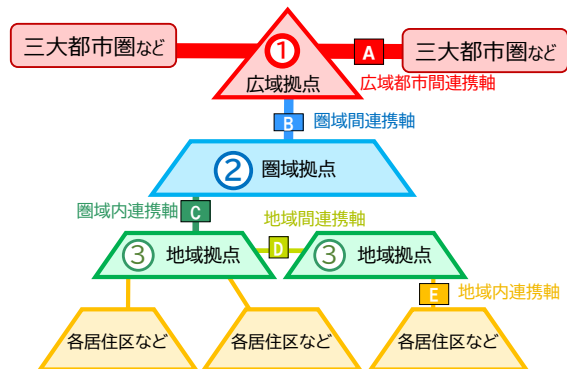 三大都市圏など
①
A
三大都市圏など
広域拠点
広域都市間連携軸
B
圏域間連携軸
②
圏域拠点
圏域内連携軸
C
地域間連携軸
③
地域拠点
D
③
地域拠点
E
地域内連携軸
各居住区など
各居住区など
各居住区など